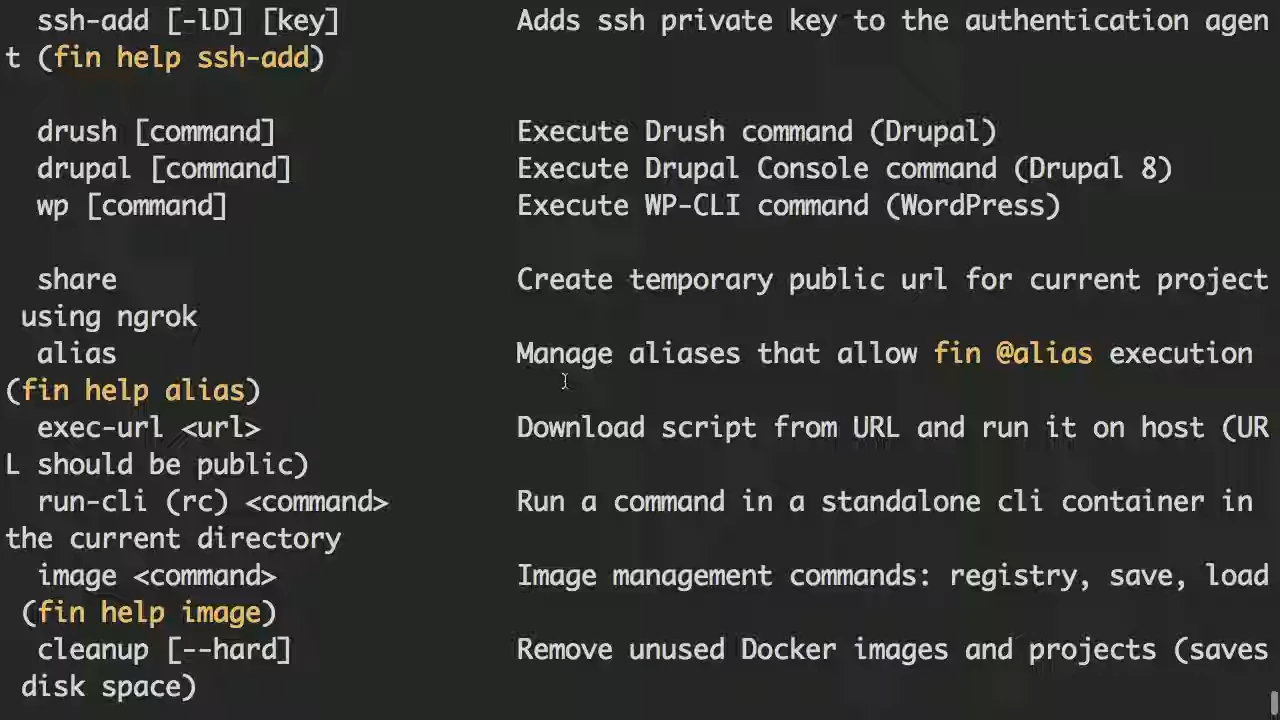 ssh-add [-lD] [key] Adds ssh private key to the authentication agen
t (fin help ssh-add)
drush [command] Execute Drush command (Drupal)
drupal [command] Execute Drupal Console command (Drupal 8)
wp [command] Execute WP-CLI command (WordPress)
share Create temporary public url for current project
using ngrok
alias Manage aliases that allow fin @alias execution
(fin help alias)
exec-url <url> Download script from URL and run it on host (UR
L should be public)
run-cli (rc) <command> Run a command in a standalone cli container in
the current directory
image <command> Image management commands: registry, save, load
(fin help image)
cleanup [--hard] Remove unused Docker images and projects (saves
disk space)